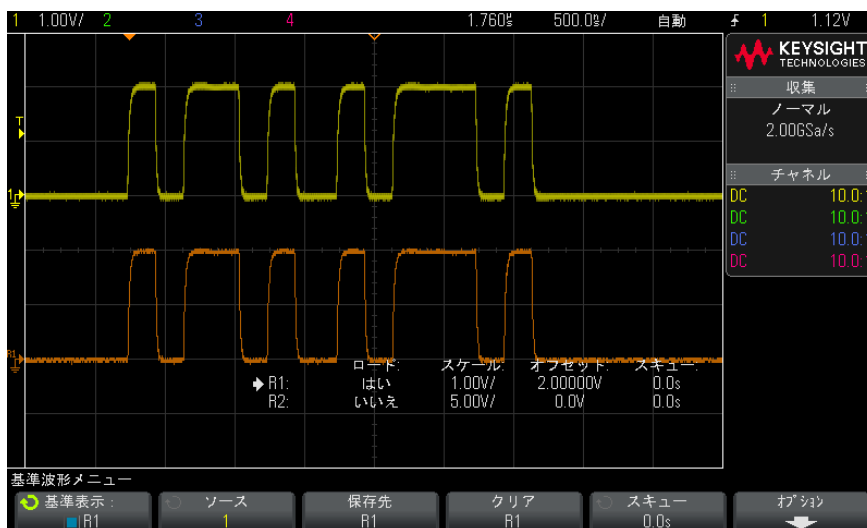 1 1.00V/ 2 3 4 1.760 500.0 / 自動 1 1.12V
KEYSIGHT
TECHNOLOGIES
収集
ノーマル
2.00GSa/s
チャネル
DC 10.0:
DC 10.0:
DC 10.0:
DC 10.0:
T
1
R1
ロード: スケール: オフセット: スキュー:
R1: はい 1.00V/ 2.00000V 0.0s
R2: いいえ 5.00V/ 0.0V 0.0s
基準波形メニュー
基準表示: ソース 保存先 クリア スキュー オプション
R1 1 R1 R1 0.0s